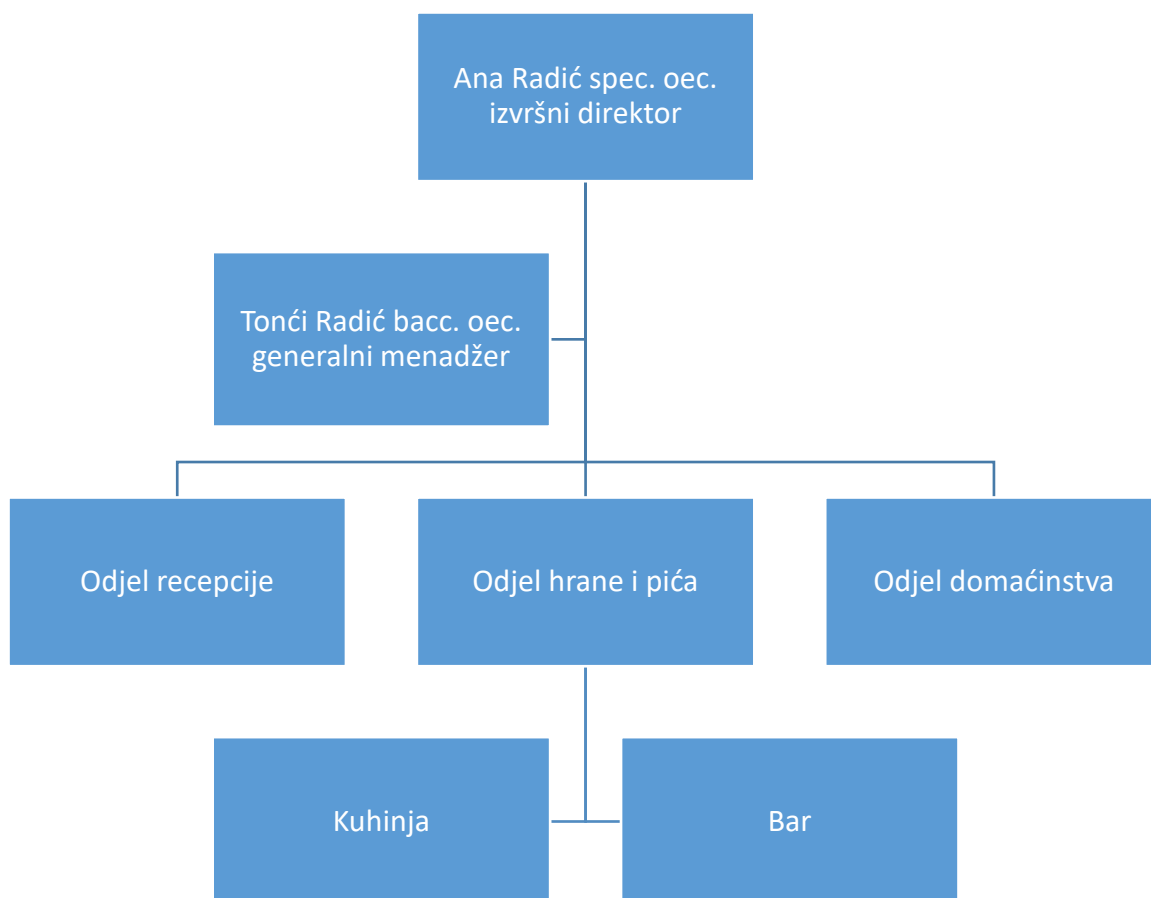 Ana Radić spec. oec.
izvršni direktor
Tonći Radić bacc. oec.
generalni menadžer
Odjel recepcije
Odjel hrane i pića
Odjel domaćinstva
Kuhinja
Bar